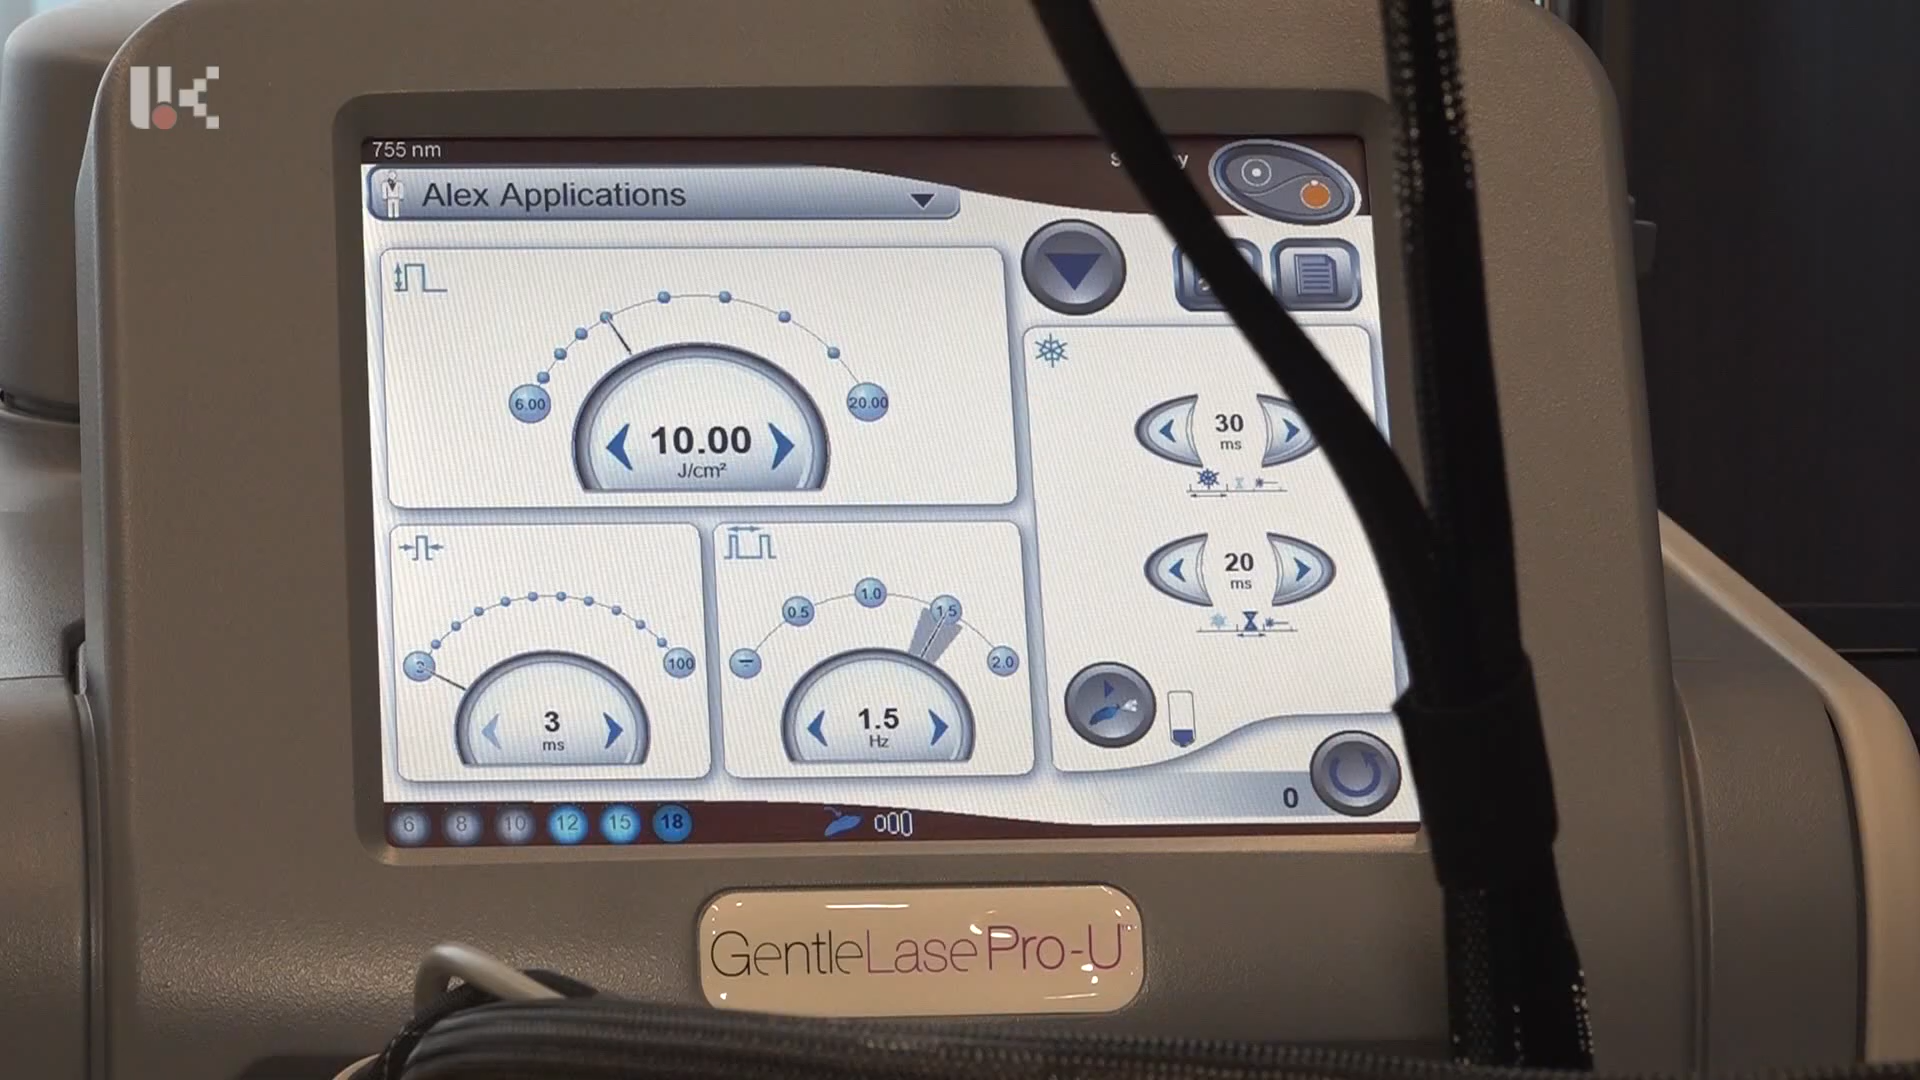 755 nm
Alex Applications
6.00
20.00
10.00
J/cm²
30
ms
20
ms
3
100
3
ms
0.5
1.0
1.5
2.0
1.5
Hz
0
6 8 10 12 15 18
000
GentleLase Pro-U™